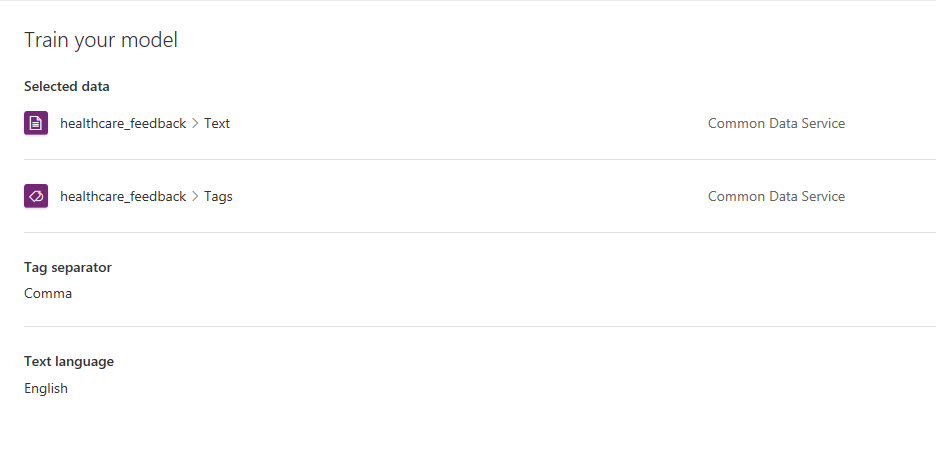 Train your model
Selected data
healthcare_feedback > Text Common Data Service
healthcare_feedback > Tags Common Data Service
Tag separator
Comma
Text language
English